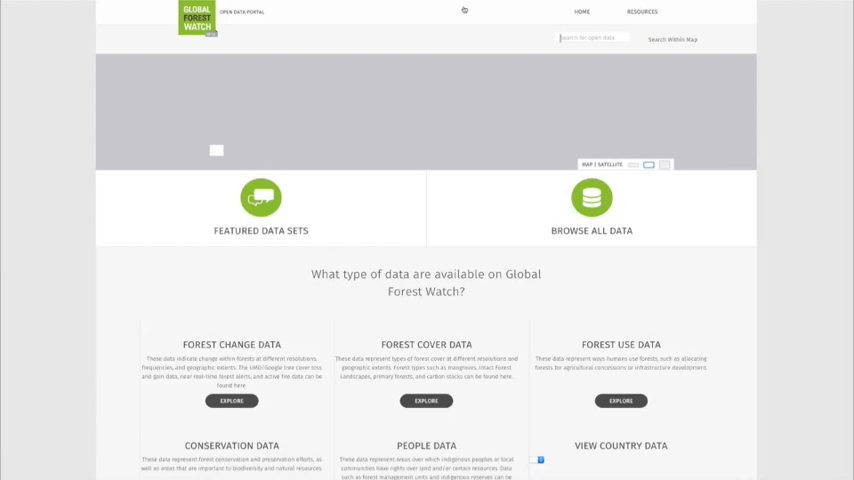 GLOBAL
FOREST
WATCH
BETA
OPEN DATA PORTAL
HOME
RESOURCES
Search for open data
Search Within Map
MAP | SATELLITE
FEATURED DATA SETS
BROWSE ALL DATA
What type of data are available on Global
Forest Watch?
FOREST CHANGE DATA
These data indicate change within forests at different resolutions,
frequencies, and geographic extents. The UMD/Google tree cover loss
and gain data, near real-time forest alerts, and active fire data can be
found here.
EXPLORE
FOREST COVER DATA
These data represent types of forest cover at different resolutions and
geographic extents. Forest types such as mangroves, Intact Forest
Landscapes, primary forests, and carbon stocks can be found here.
EXPLORE
FOREST USE DATA
These data represent ways humans use forests, such as allocating
forests for agricultural concessions or infrastructure development.
EXPLORE
CONSERVATION DATA
These data represent forest conservation and preservation efforts, as
well as areas that are important to biodiversity and natural resources
PEOPLE DATA
These data represent areas over which indigenous peoples or local
communities have rights over land and/or certain resources. Data
such as forest management units and indigenous reserves can be
VIEW COUNTRY DATA